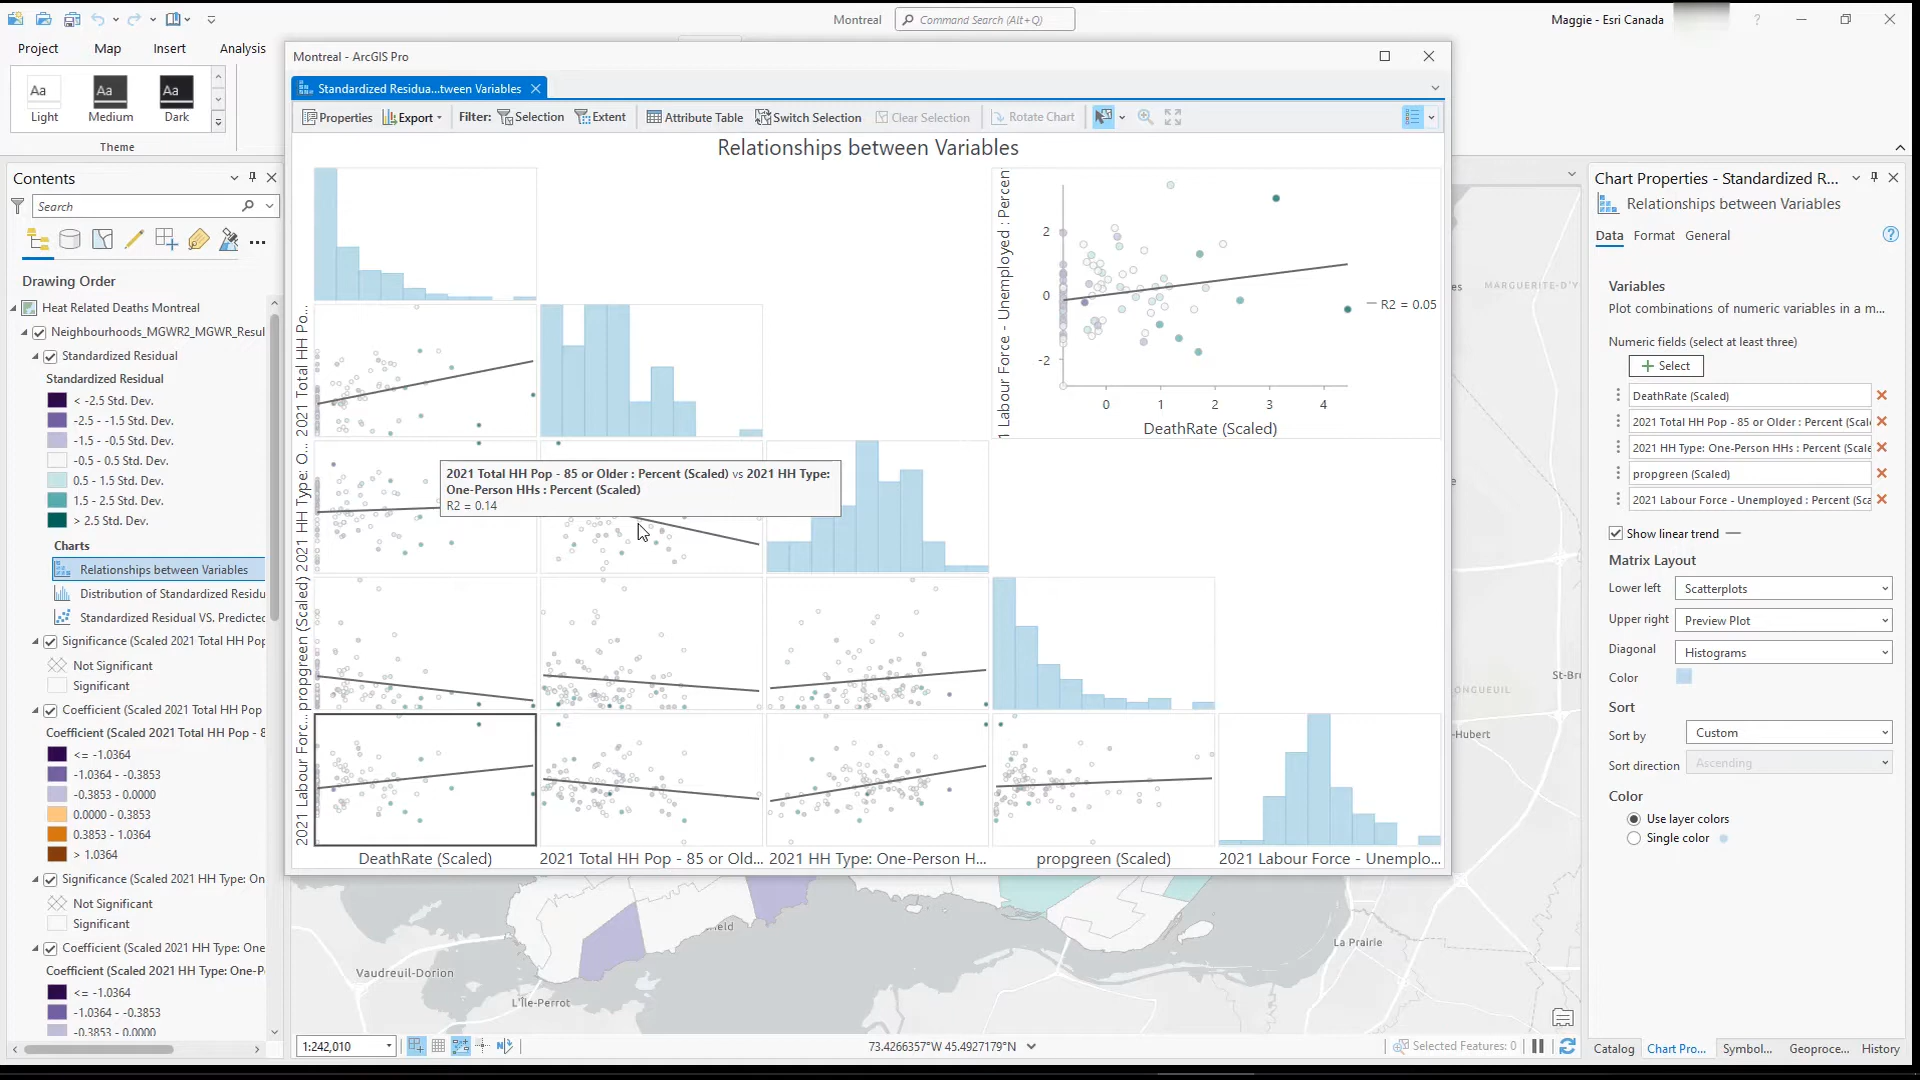 Montreal
Command Search (Alt+Q)
Maggie - Esri Canada
?
Project
Map
Insert
Analysis
Aa
Aa
Aa
Light
Medium
Dark
Theme
Montreal - ArcGIS Pro
Standardized Residua...tween Variables
Properties
Export
Filter:
Selection
Extent
Attribute Table
Switch Selection
Clear Selection
Rotate Chart
Relationships between Variables
Contents
Search
Drawing Order
Heat Related Deaths Montreal
Neighbourhoods_MGWR2_MGWR_Resul
Standardized Residual
Standardized Residual
< -2.5 Std. Dev.
-2.5 - -1.5 Std. Dev.
-1.5 - -0.5 Std. Dev.
-0.5 - 0.5 Std. Dev.
0.5 - 1.5 Std. Dev.
1.5 - 2.5 Std. Dev.
> 2.5 Std. Dev.
Charts
Relationships between Variables
Distribution of Standardized Residu
Standardized Residual VS. Predicted
Significance (Scaled 2021 Total HH Pop
Not Significant
Significant
Coefficient (Scaled 2021 Total HH Pop
Coefficient (Scaled 2021 Total HH Pop - 8
<= -1.0364
-1.0364 - -0.3853
-0.3853 - 0.0000
0.0000 - 0.3853
0.3853 - 1.0364
> 1.0364
Significance (Scaled 2021 HH Type: On
Not Significant
Significant
Coefficient (Scaled 2021 HH Type: One
Coefficient (Scaled 2021 HH Type: One-P
<= -1.0364
-1.0364 - -0.3853
-0.3853 - 0.0000
2021 Total HH Po...
2021 HH Type: O...
propgreen (Scaled)
2021 Labour Forc...
DeathRate (Scaled)
2021 Total HH Pop - 85 or Old...
2021 HH Type: One-Person H...
propgreen (Scaled)
2021 Labour Force - Unemplo...
2021 Total HH Pop - 85 or Older : Percent (Scaled) vs 2021 HH Type:
One-Person HHs : Percent (Scaled)
R2 = 0.14
Labour Force - Unemployed : Percen
2
0
-2
0
1
2
3
4
DeathRate (Scaled)
R2 = 0.05
MARGUERITE-D'Y
St-Bru
-Hubert
La Prairie
Vaudreuil-Dorion
L'Île-Perrot
1:242,010
73.4266357°W 45.4927179°N
Selected Features: 0
Chart Properties - Standardized R...
Relationships between Variables
Data
Format
General
?
Variables
Plot combinations of numeric variables in a m...
Numeric fields (select at least three)
Select
DeathRate (Scaled)
2021 Total HH Pop - 85 or Older : Percent (Scal
2021 HH Type: One-Person HHs : Percent (Scale
propgreen (Scaled)
2021 Labour Force - Unemployed : Percent (Sca
Show linear trend
Matrix Layout
Lower left
Scatterplots
Upper right
Preview Plot
Diagonal
Histograms
Color
Sort
Sort by
Custom
Sort direction
Ascending
Color
Use layer colors
Single color
Catalog
Chart Pro...
Symbol...
Geoproce...
History